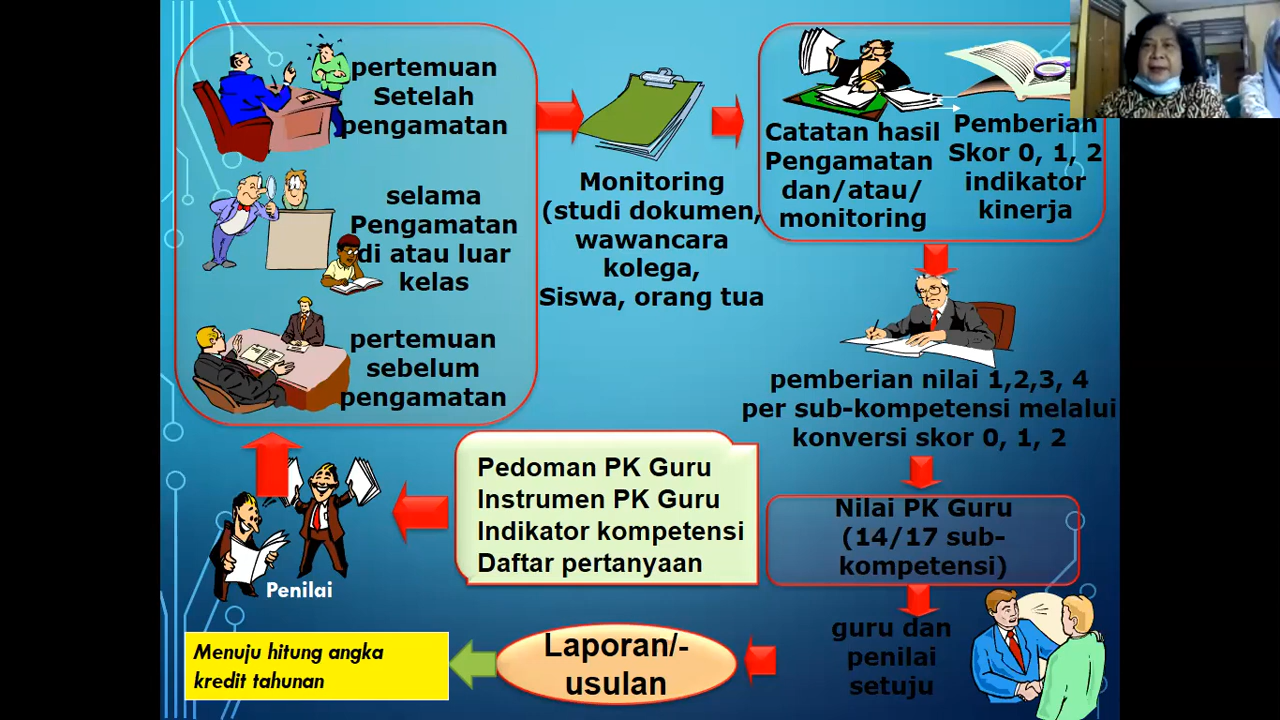 pertemuan
Setelah
pengamatan
selama
Pengamatan
di atau luar
kelas
pertemuan
sebelum
pengamatan
Monitoring
(studi dokumen,
wawancara
kolega,
Siswa, orang tua
Catatan hasil
Pengamatan
dan/atau/
monitoring
Pemberian
Skor 0, 1, 2
indikator
kinerja
pemberian nilai 1,2,3, 4
per sub-kompetensi melalui
konversi skor 0, 1, 2
Pedoman PK Guru
Instrumen PK Guru
Indikator kompetensi
Daftar pertanyaan
Penilai
Nilai PK Guru
(14/17 sub-
kompetensi)
guru dan
penilai
setuju
Laporan/-
usulan
Menuju hitung angka
kredit tahunan